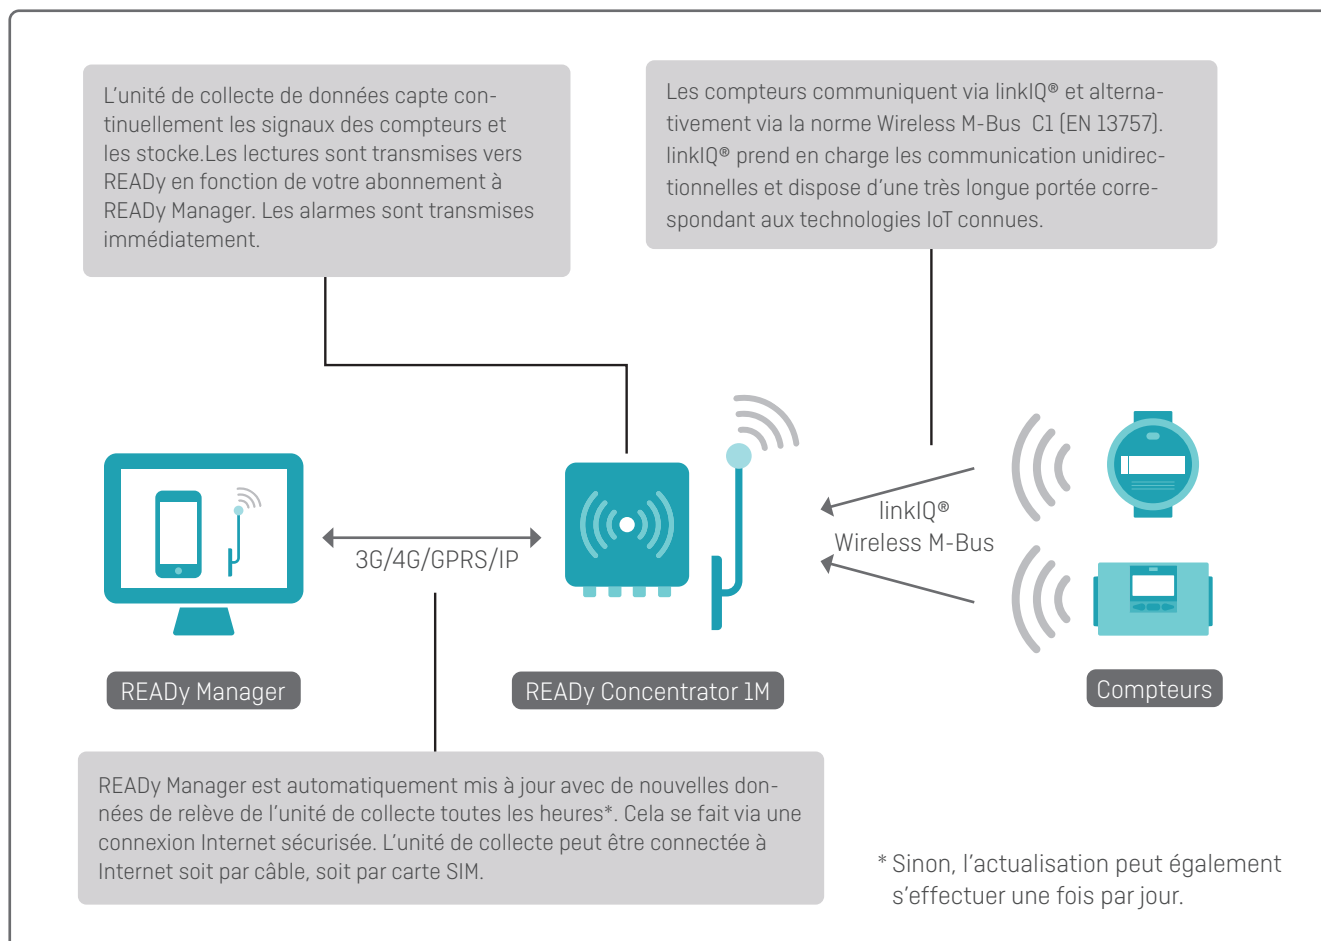 L'unité de collecte de données capte con-
tinuellement les signaux des compteurs et
les stocke.Les lectures sont transmises vers
READy en fonction de votre abonnement à
READy Manager. Les alarmes sont transmises
immédiatement.
Les compteurs communiquent via linkIQ® et alterna-
tivement via la norme Wireless M-Bus C1 (EN 13757).
linkIQ® prend en charge les communication unidirec-
tionnelles et dispose d'une très longue portée corre-
spondant aux technologies IoT connues.
3G/4G/GPRS/IP
linkIQ®
Wireless M-Bus
READy Manager
READy Concentrator 1M
Compteurs
READy Manager est automatiquement mis à jour avec de nouvelles don-
nées de relève de l'unité de collecte toutes les heures*. Cela se fait via une
connexion Internet sécurisée. L'unité de collecte peut être connectée à
Internet soit par câble, soit par carte SIM.
* Sinon, l'actualisation peut également
s'effectuer une fois par jour.